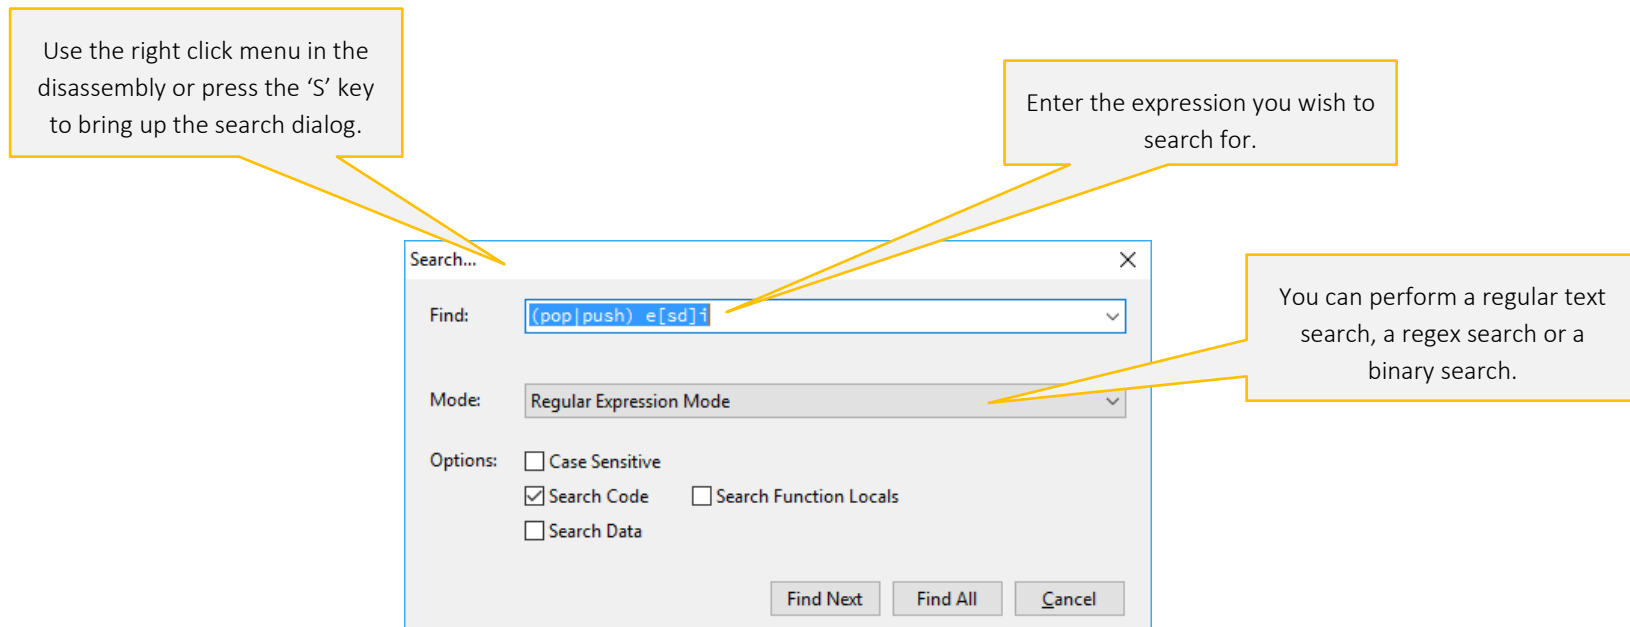 Use the right click menu in the
disassembly or press the ‘S’ key
to bring up the search dialog.
Enter the expression you wish to
search for.
Search...
Find:
(pop|push) e[sd]i
You can perform a regular text
search, a regex search or a
binary search.
Mode:
Regular Expression Mode
Options:
Case Sensitive
Search Code
Search Function Locals
Search Data
Find Next
Find All
Cancel